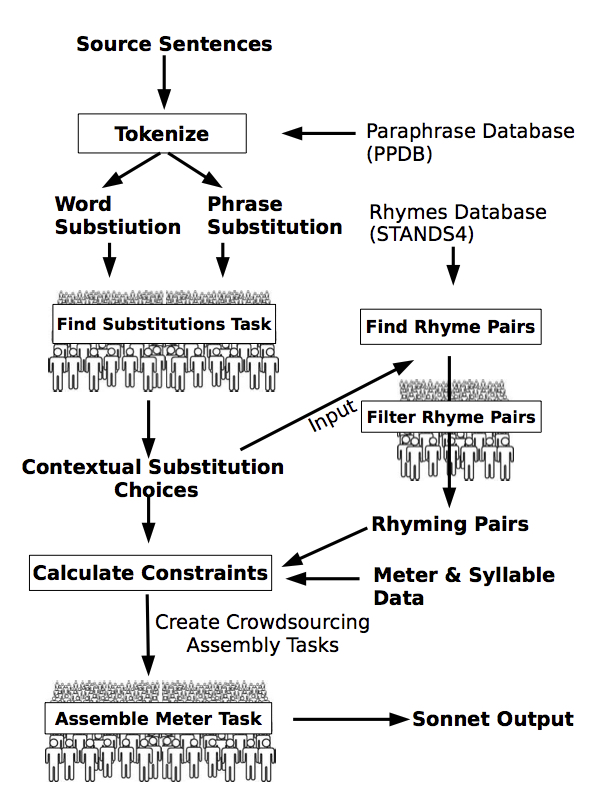 Source Sentences
Tokenize
Paraphrase Database
(PPDB)
Word
Substiution
Phrase
Substitution
Rhymes Database
(STANDS4)
Find Substitutions Task
Find Rhyme Pairs
Input
Filter Rhyme Pairs
Contextual Substitution
Choices
Rhyming Pairs
Calculate Constraints
Meter & Syllable
Data
Create Crowdsourcing
Assembly Tasks
Assemble Meter Task
Sonnet Output